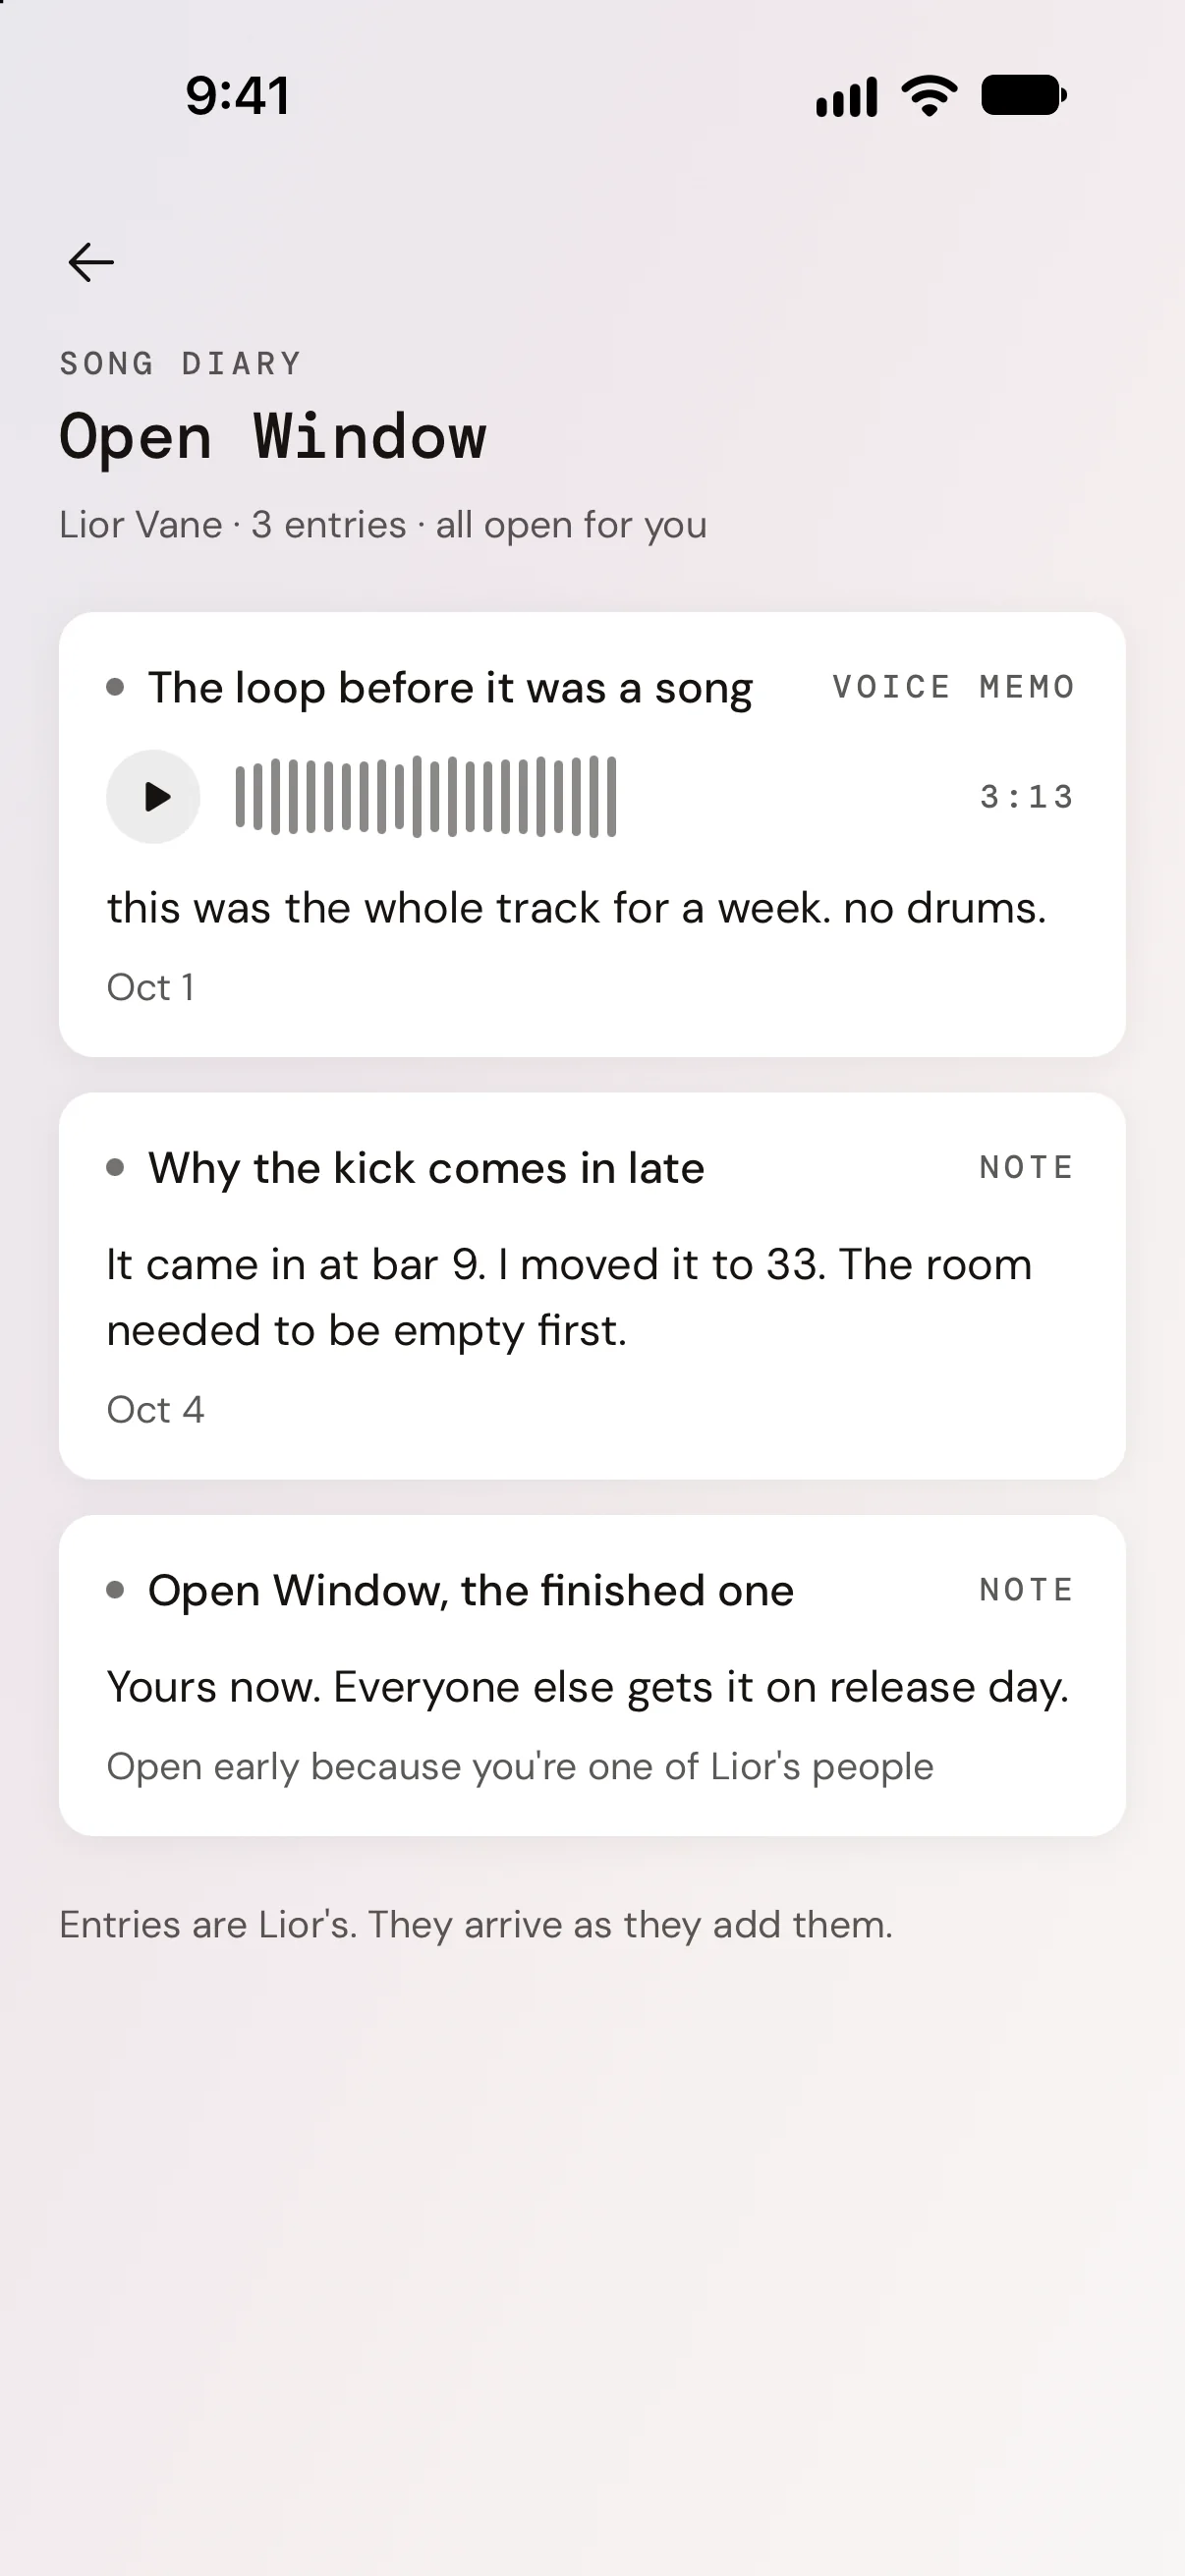 9:41
SONG DIARY
Open Window
Lior Vane · 3 entries · all open for you
The loop before it was a song
VOICE MEMO
3:13
this was the whole track for a week. no drums.
Oct 1
Why the kick comes in late
NOTE
It came in at bar 9. I moved it to 33. The room
needed to be empty first.
Oct 4
Open Window, the finished one
NOTE
Yours now. Everyone else gets it on release day.
Open early because you're one of Lior's people
Entries are Lior's. They arrive as they add them.